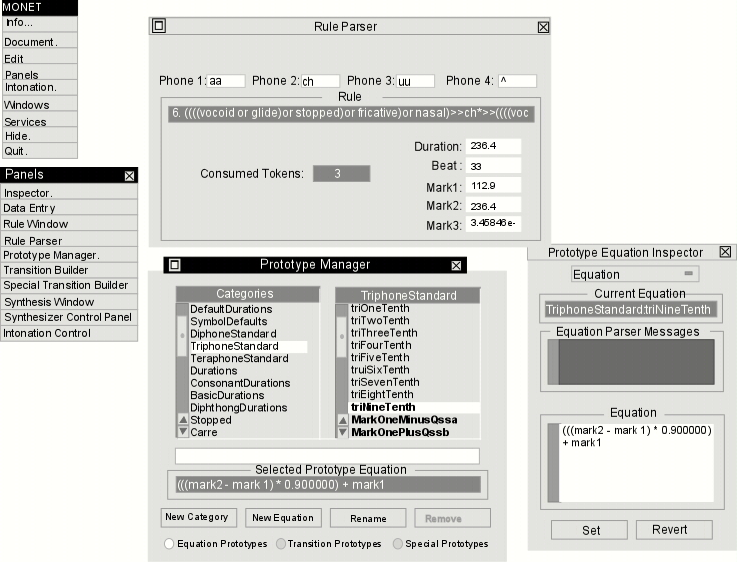 MONET
Info...
Document.
Edit
Panels
Intonation.
Windows
Services
Hide.
Quit.
Panels
Inspector.
Data Entry
Rule Window
Rule Parser
Prototype Manager.
Transition Builder
Special Transition Builder
Synthesis Window
Synthesizer Control Panel
Intonation Control
Rule Parser
Phone 1: aa Phone 2: ch Phone 3: uu Phone 4: ^
Rule
6. ((((vocoid or glide)or stopped)or fricative)or nasal)>>ch*>>((((voc
Consumed Tokens: 3
Duration: 236.4
Beat: 33
Mark1: 112.9
Mark2: 236.4
Mark3: 3.45846e-
Prototype Manager
Categories
DefaultDurations
SymbolDefaults
DiphoneStandard
TriphoneStandard
TeraphoneStandard
Durations
ConsonantDurations
BasicDurations
DiphthongDurations
Stopped
Carre
TriphoneStandard
triOneTenth
triTwoTenth
triThreeTenth
triFourTenth
triFiveTenth
truiSixTenth
triSevenTenth
triEightTenth
triNineTenth
MarkOneMinusQssa
MarkOnePlusQssb
Selected Prototype Equation
(((mark2 - mark 1) * 0.900000) + mark1
New Category New Equation Rename Remove
Equation Prototypes Transition Prototypes Special Prototypes
Prototype Equation Inspector
Equation
Current Equation
TriphoneStandard:triNineTenth
Equation Parser Messages
Equation
(((mark2 - mark 1) * 0.900000)
+ mark1
Set Revert